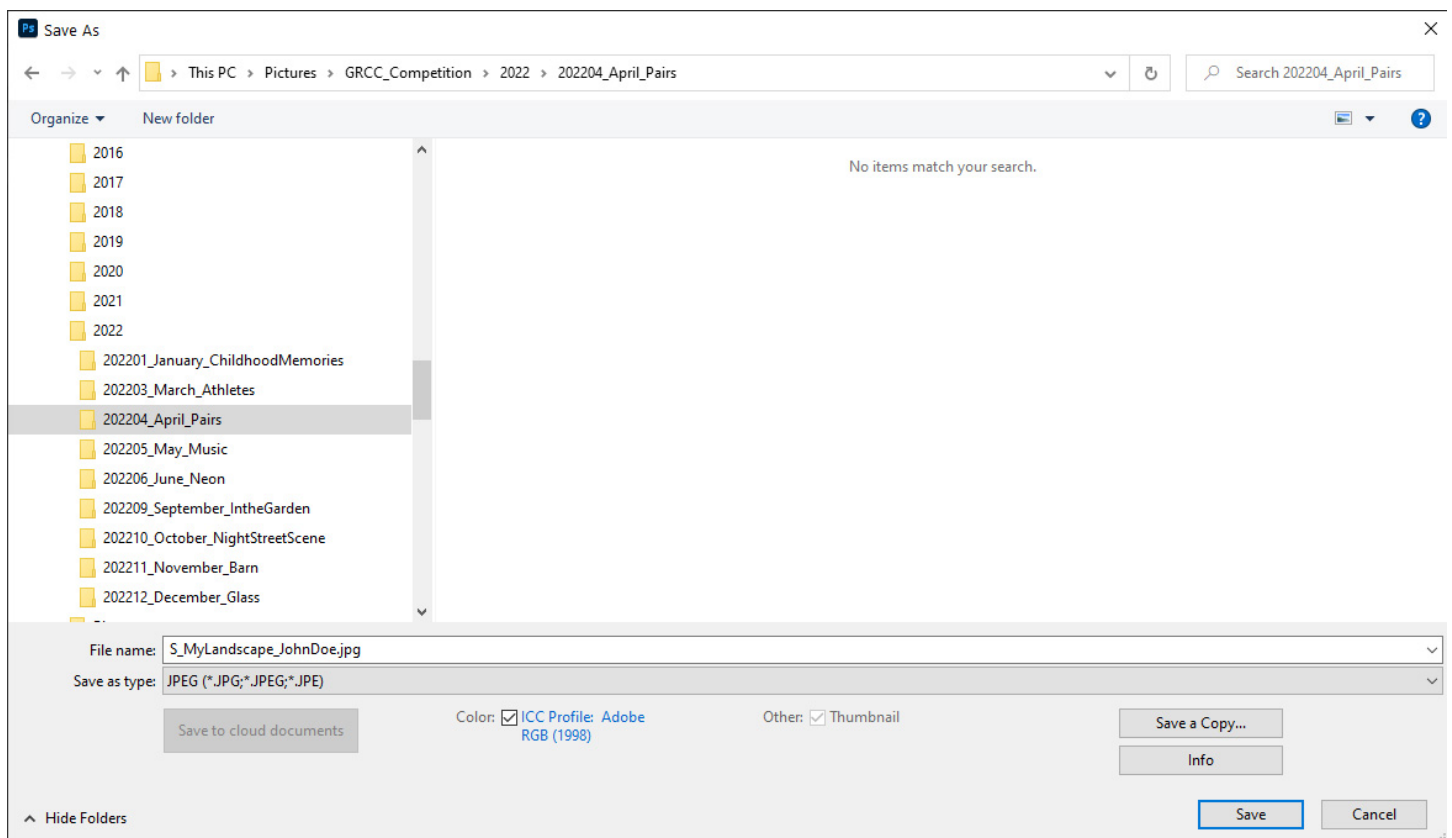 Ps Save As
This PC > Pictures > GRCC_Competition > 2022 > 202204_April_Pairs
Search 202204_April_Pairs
Organize
New folder
?
2016
2017
2018
2019
2020
2021
2022
202201_January_ChildhoodMemories
202203_March_Athletes
202204_April_Pairs
202205_May_Music
202206_June_Neon
202209_September_IntheGarden
202210_October_NightStreetScene
202211_November_Barn
202212_December_Glass
No items match your search.
File name: S_MyLandscape_JohnDoe.jpg
Save as type: JPEG (*.JPG;*.JPEG;*.JPE)
Save to cloud documents
Color: ICC Profile: Adobe
RGB (1998)
Other: Thumbnail
Save a Copy...
Info
Hide Folders
Save
Cancel